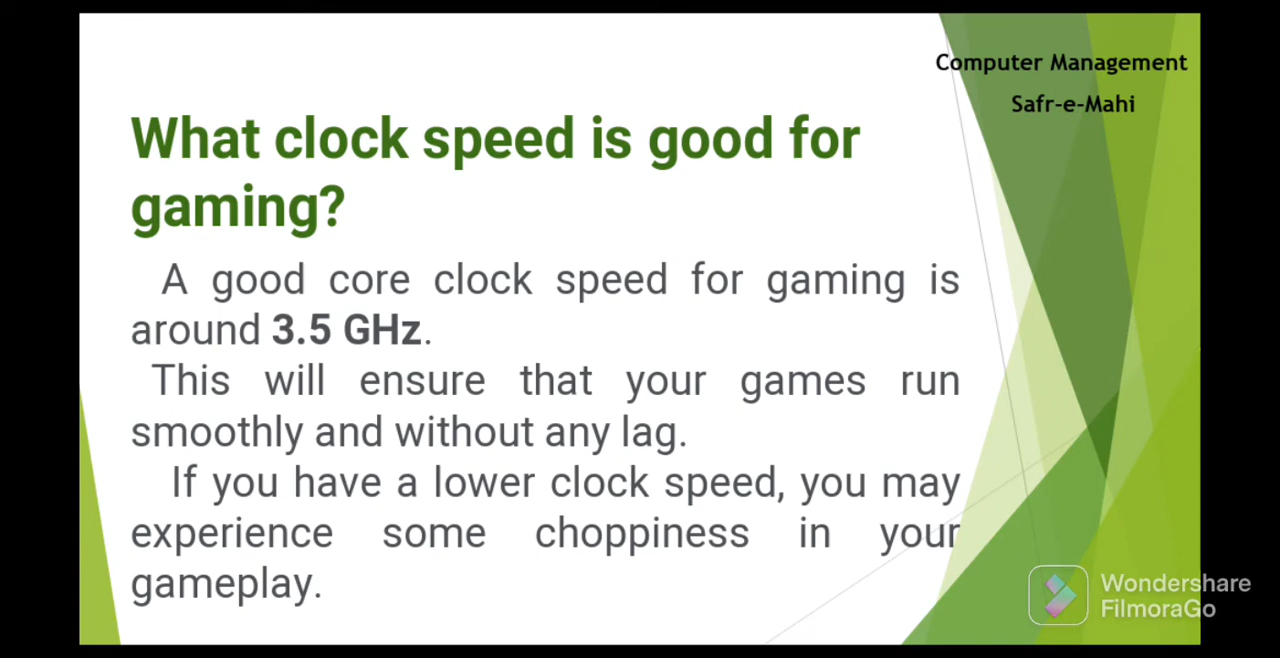 Computer Management
Safr-e-Mahi
What clock speed is good for
gaming?
A good core clock speed for gaming is
around 3.5 GHz.
This will ensure that your games run
smoothly and without any lag.
If you have a lower clock speed, you may
experience some choppiness in your
gameplay.
Wondershare
FilmoraGo